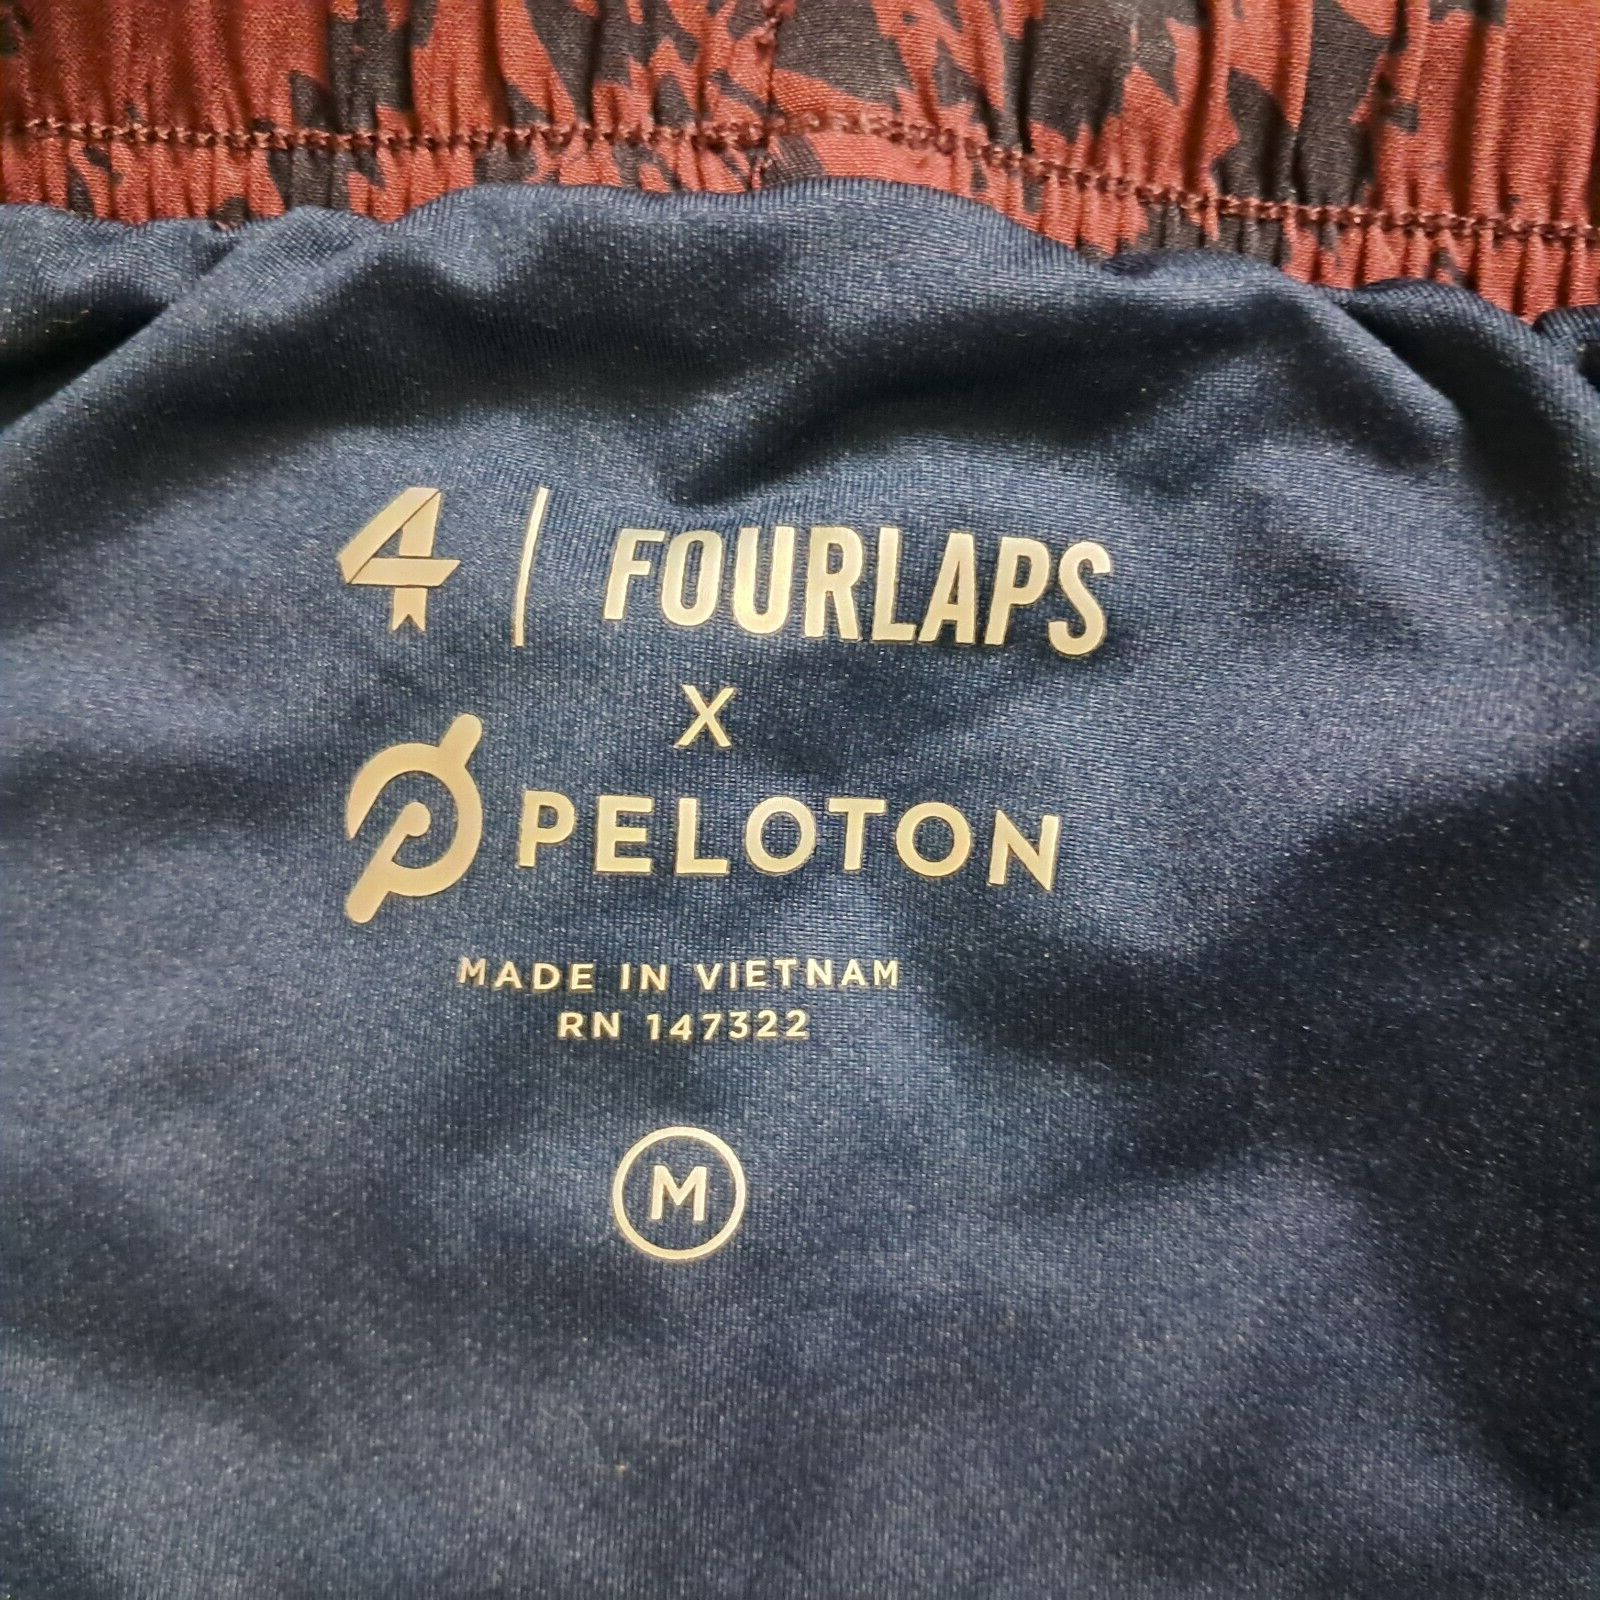 4 | FOURLAPS
X
PELOTON
MADE IN VIETNAM
RN 147322
M